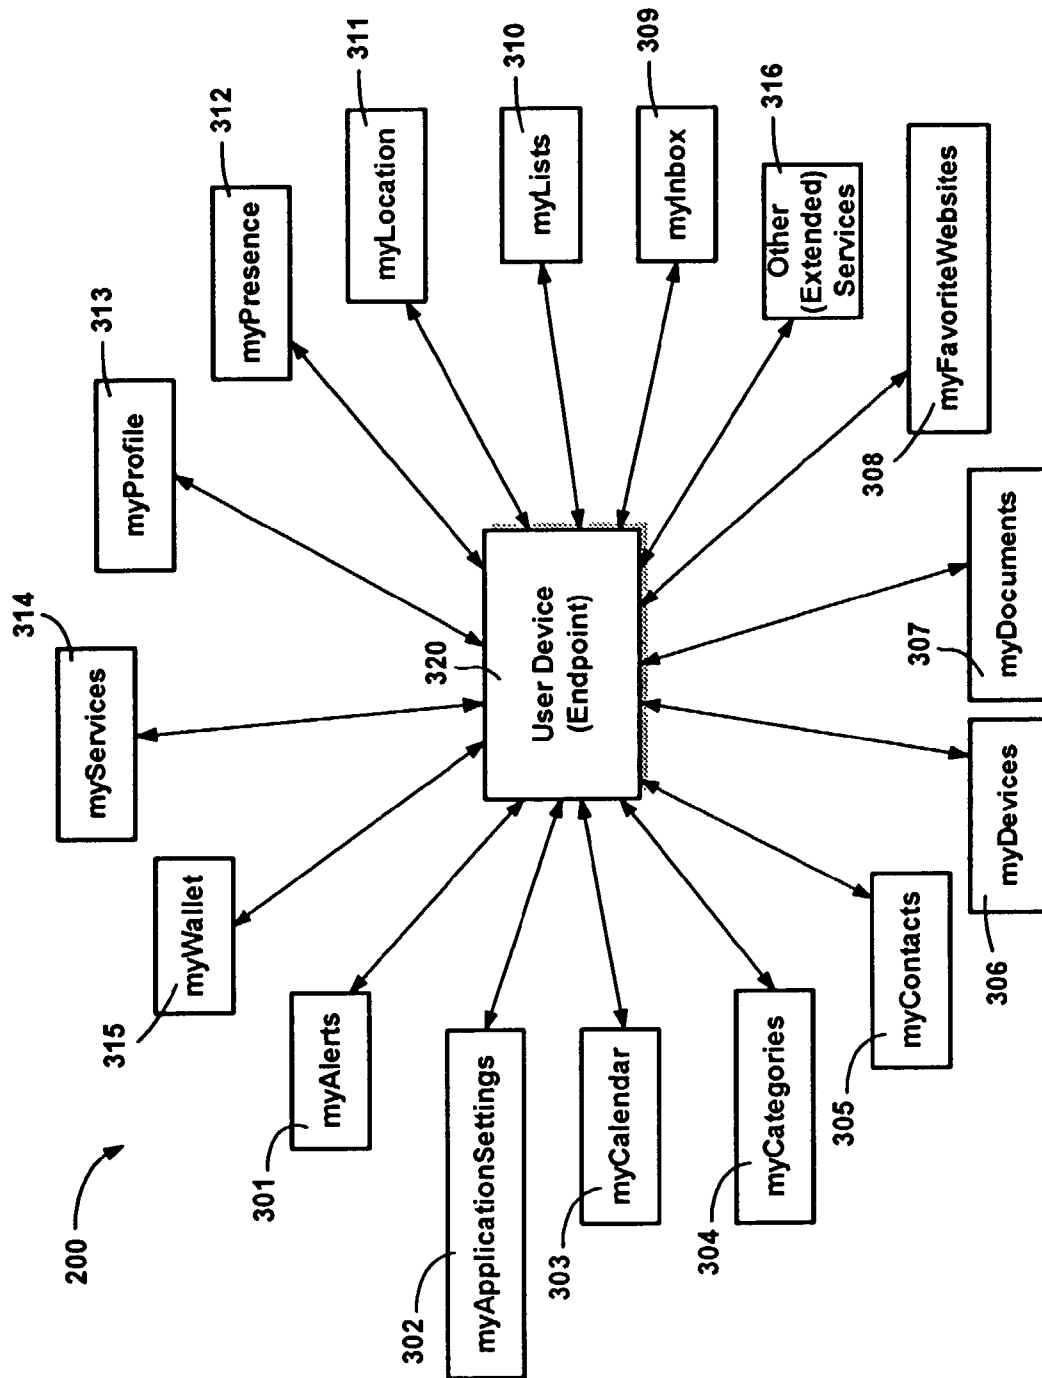 314
200
myServices
313
315
myProfile
myWallet
312
myPresence
301
myAlerts
311
myLocation
302
320
myApplicationSettings
310
User Device
(Endpoint)
myLists
303
myCalendar
309
myInbox
304
myCategories
316
Other
(Extended)
Services
305
myContacts
308
myFavoriteWebsites
307
306
myDevices
myDocuments